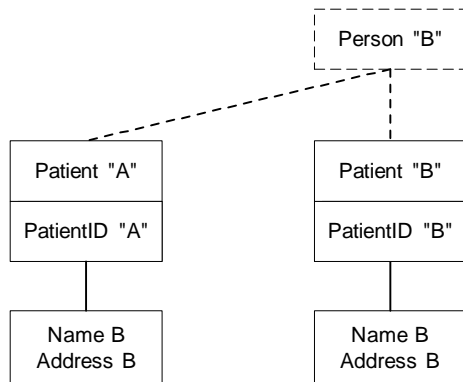 Person "B"
Patient "A"
PatientID "A"
Name B
Address B
Patient "B"
PatientID "B"
Name B
Address B